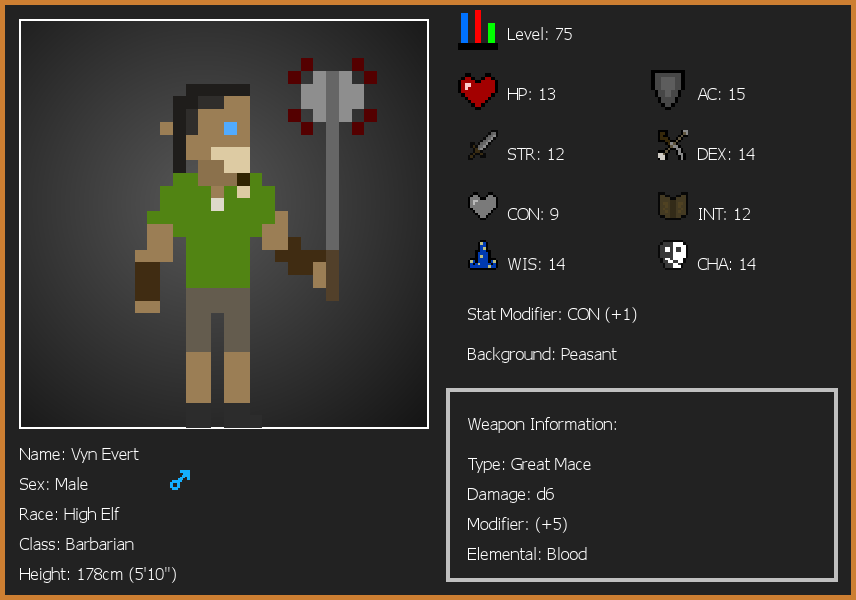 Level: 75
HP: 13
AC: 15
STR: 12
DEX: 14
CON: 9
INT: 12
WIS: 14
CHA: 14
Stat Modifier: CON (+1)
Background: Peasant
Weapon Information:
Type: Great Mace
Damage: d6
Modifier: (+5)
Elemental: Blood
Name: Vyn Evert
Sex: Male
Race: High Elf
Class: Barbarian
Height: 178cm (5'10")